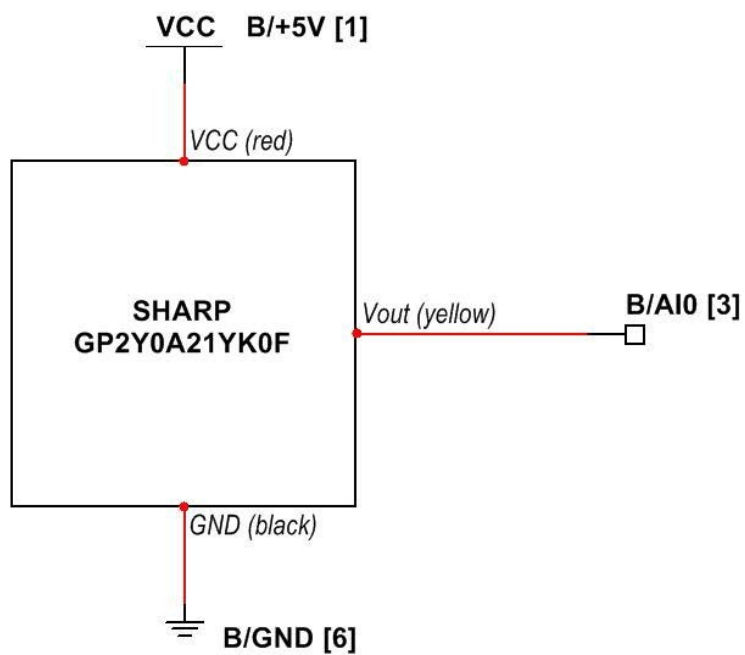 VCC B/+5V [1]
VCC (red)
SHARP
GP2Y0A21YK0F
Vout (yellow)
B/AI0 [3]
GND (black)
B/GND [6]